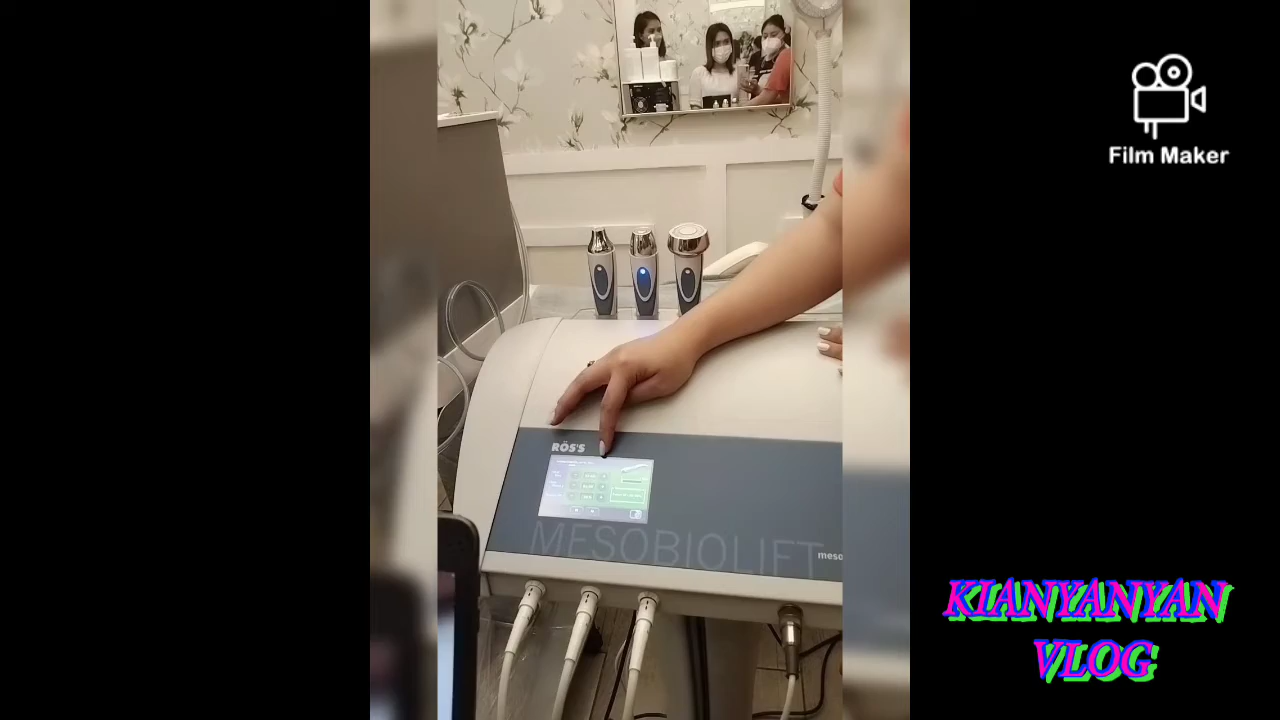 Film Maker
RÖS'S
MESOBIOLIFT
meso
KIANYANYAN
VLOG